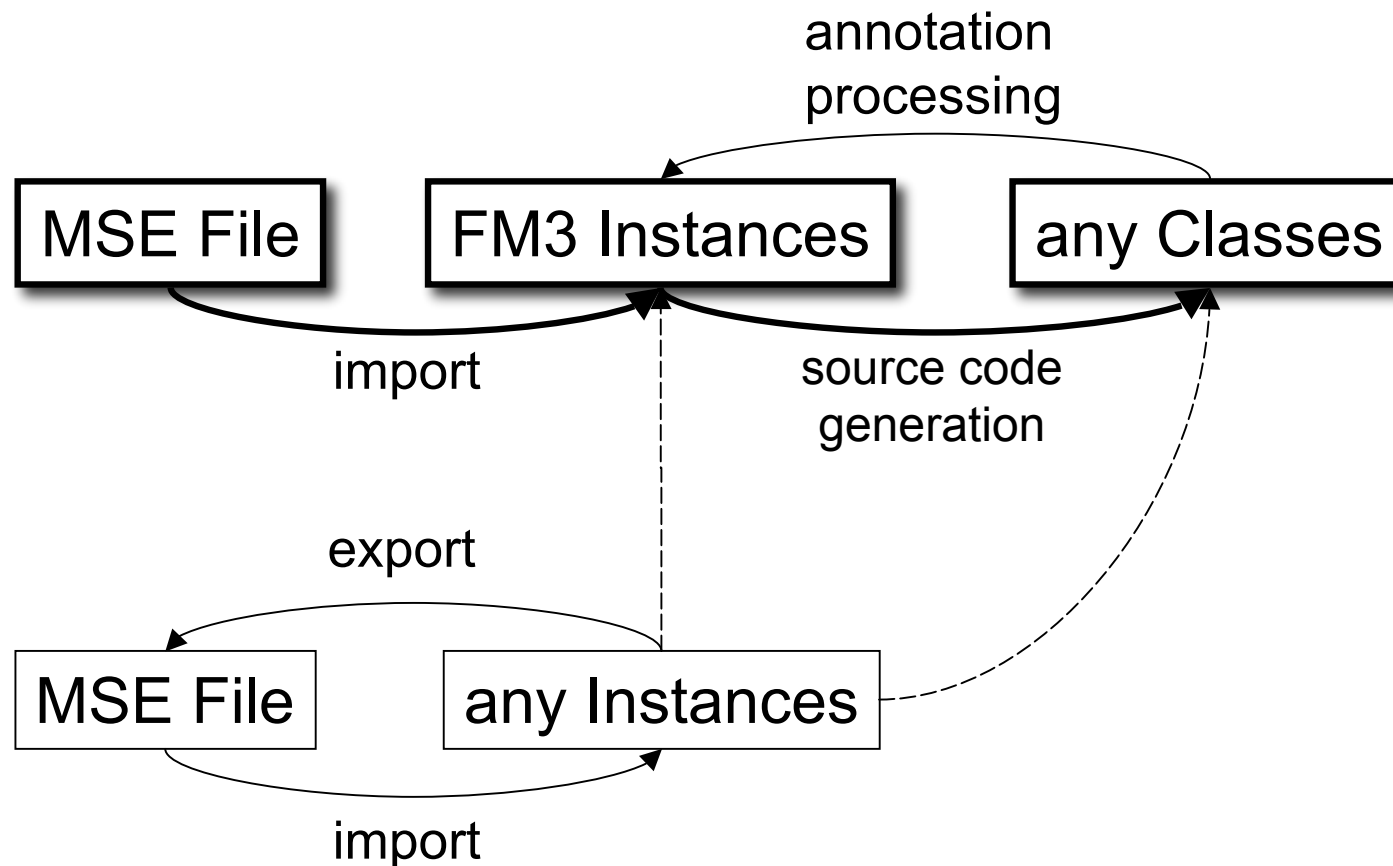 annotation
processing
MSE File
FM3 Instances
any Classes
import
source code
generation
export
MSE File
any Instances
import